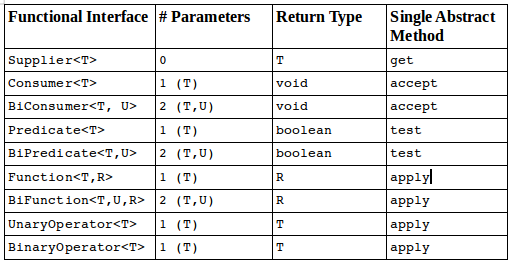 Functional Interface # Parameters Return Type Single Abstract
Method
Supplier<T> 0 T get
Consumer<T> 1 (T) void accept
BiConsumer<T, U> 2 (T,U) void accept
Predicate<T> 1 (T) boolean test
BiPredicate<T,U> 2 (T,U) boolean test
Function<T,R> 1 (T) R apply
BiFunction<T,U,R> 2 (T,U) R apply
UnaryOperator<T> 1 (T) T apply
BinaryOperator<T> 1 (T) T apply